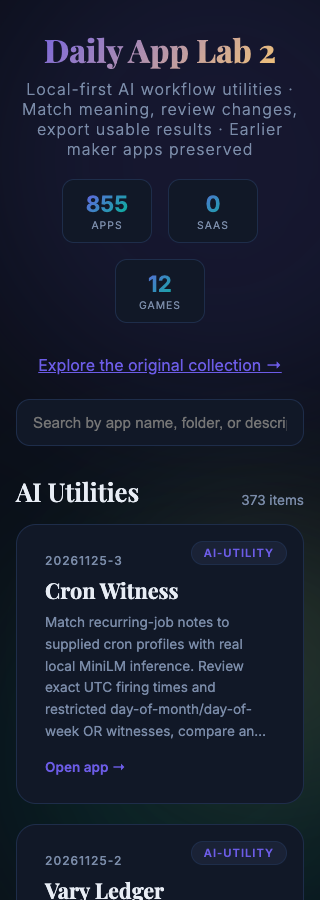 Daily App Lab 2
Local-first AI workflow utilities ·
Match meaning, review changes,
export usable results · Earlier
maker apps preserved
855
APPS
0
SAAS
12
GAMES
Explore the original collection →
Search by app name, folder, or descri
AI Utilities
373 items
20261125-3
AI-UTILITY
Cron Witness
Match recurring-job notes to
supplied cron profiles with real
local MiniLM inference. Review
exact UTC firing times and
restricted day-of-month/day-of-
week OR witnesses, compare an...
Open app →
20261125-2
AI-UTILITY
Vary Ledger